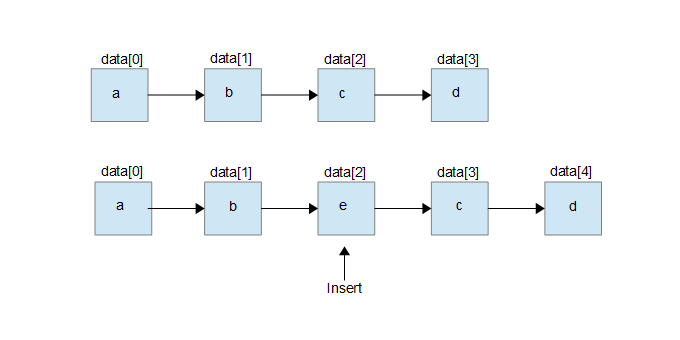 data[0] data[1] data[2] data[3]
a b c d
data[0] data[1] data[2] data[3] data[4]
a b e c d
Insert